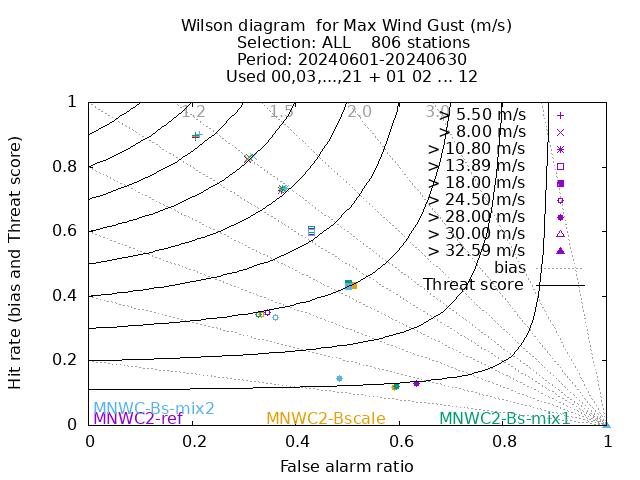 Wilson diagram  for Max Wind Gust (m/s)
Selection: ALL    806 stations
Period: 20240601-20240630
Used 00,03,...,21 + 01 02 ... 12
1.2 1.5 2.0 3.0
> 5.50 m/s
> 8.00 m/s
> 10.80 m/s
> 13.89 m/s
> 18.00 m/s
> 24.50 m/s
> 28.00 m/s
> 30.00 m/s
> 32.59 m/s
bias
Threat score
Hit rate (bias and Threat score)
1
0.8
0.6
0.4
0.2
0
MNWC-Bs-mix2
MNWC2-ref MNWC2-Bscale MNWC2-Bs-mix1
0 0.2 0.4 0.6 0.8 1
False alarm ratio